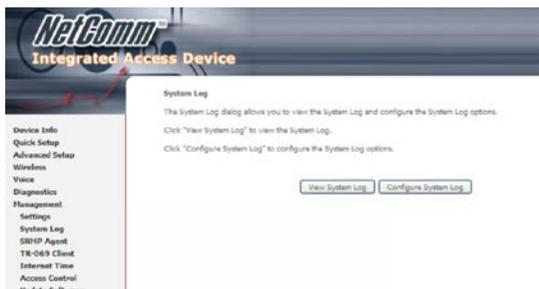 NetComm™
Integrated Access Device
System Log
The System Log dialog allows you to view the System Log and configure the System Log options.
Click "View System Log" to view the System Log.
Click "Configure System Log" to configure the System Log options.
View System Log
Configure System Log
Device Info
Quick Setup
Advanced Setup
Wireless
Voice
Diagnostics
Management
Settings
System Log
SNMP Agent
TR-069 Client
Internet Time
Access Control
Update Software